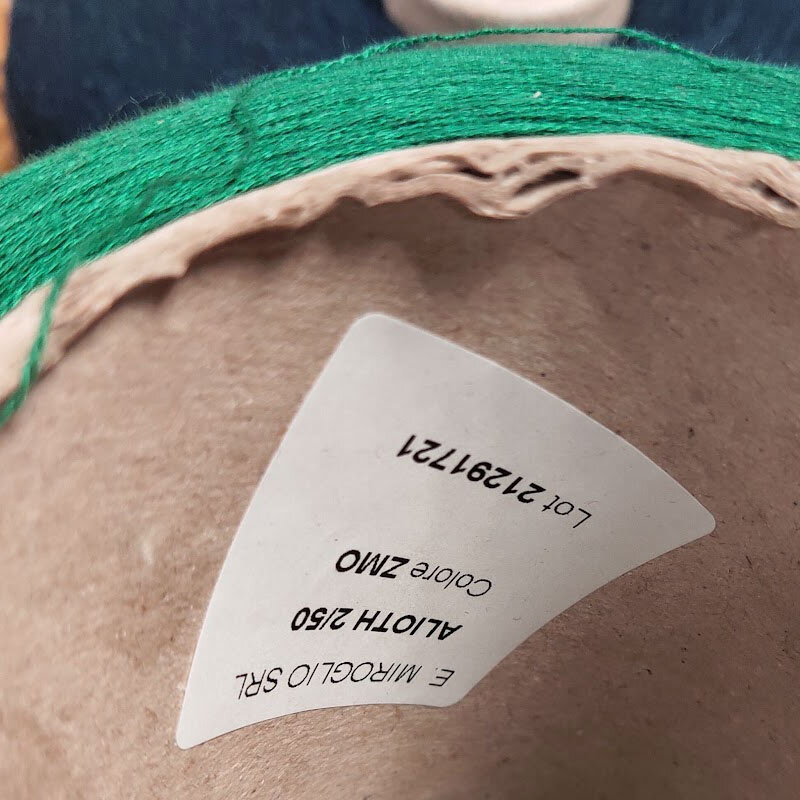 E. MIROGLIO SRL
ALIOTH 2/50
Colore ZMO
Lot 21291721